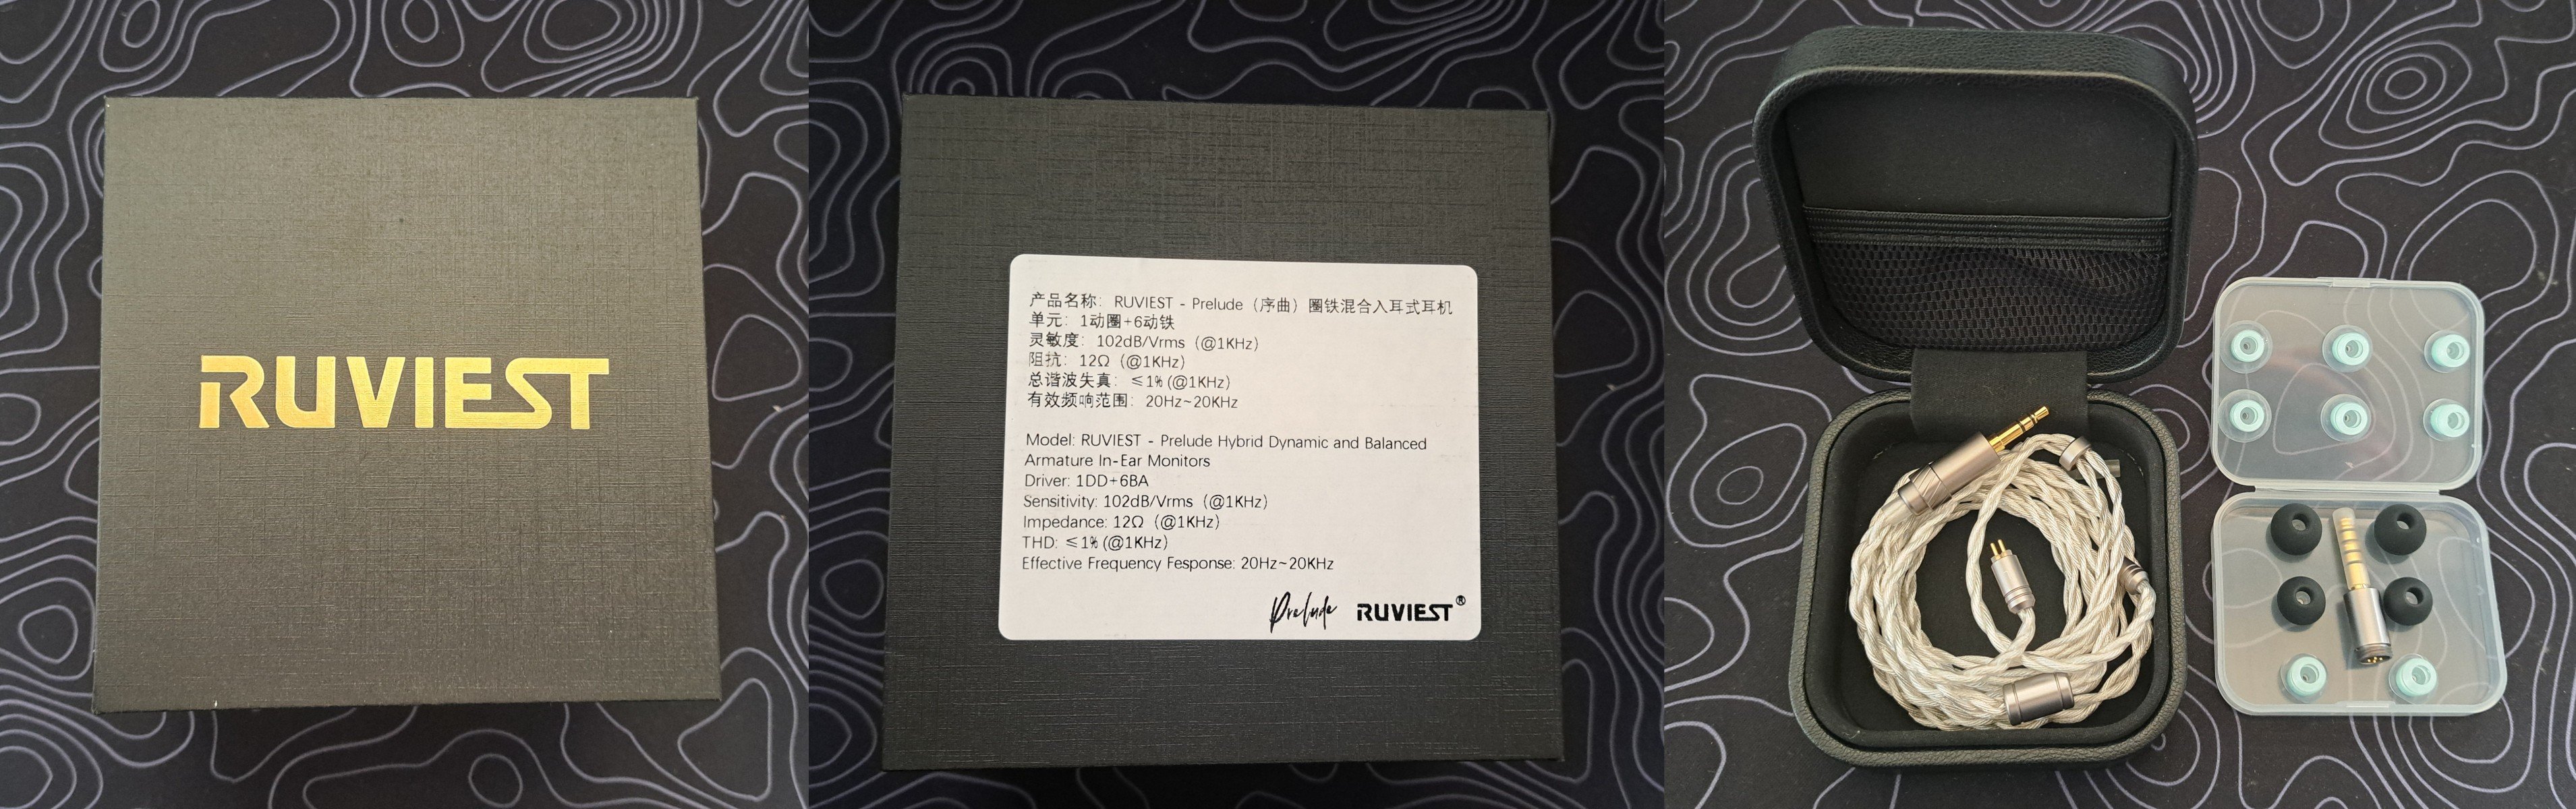 RUVIEST
产品名称: RUVIEST - Prelude (序曲) 圈铁混合入耳式耳机
单元: 1动圈+6动铁
灵敏度: 102dB/Vrms (@1KHz)
阻抗: 12Ω (@1KHz)
总谐波失真: ≤1% (@1KHz)
有效频响范围: 20Hz~20KHz
Model: RUVIEST - Prelude Hybrid Dynamic and Balanced
Armature In-Ear Monitors
Driver: 1DD+6BA
Sensitivity: 102dB/Vrms (@1KHz)
Impedance: 12Ω (@1KHz)
THD: ≤1% (@1KHz)
Effective Frequency Fesponse: 20Hz~20KHz
Prelude RUVIEST®